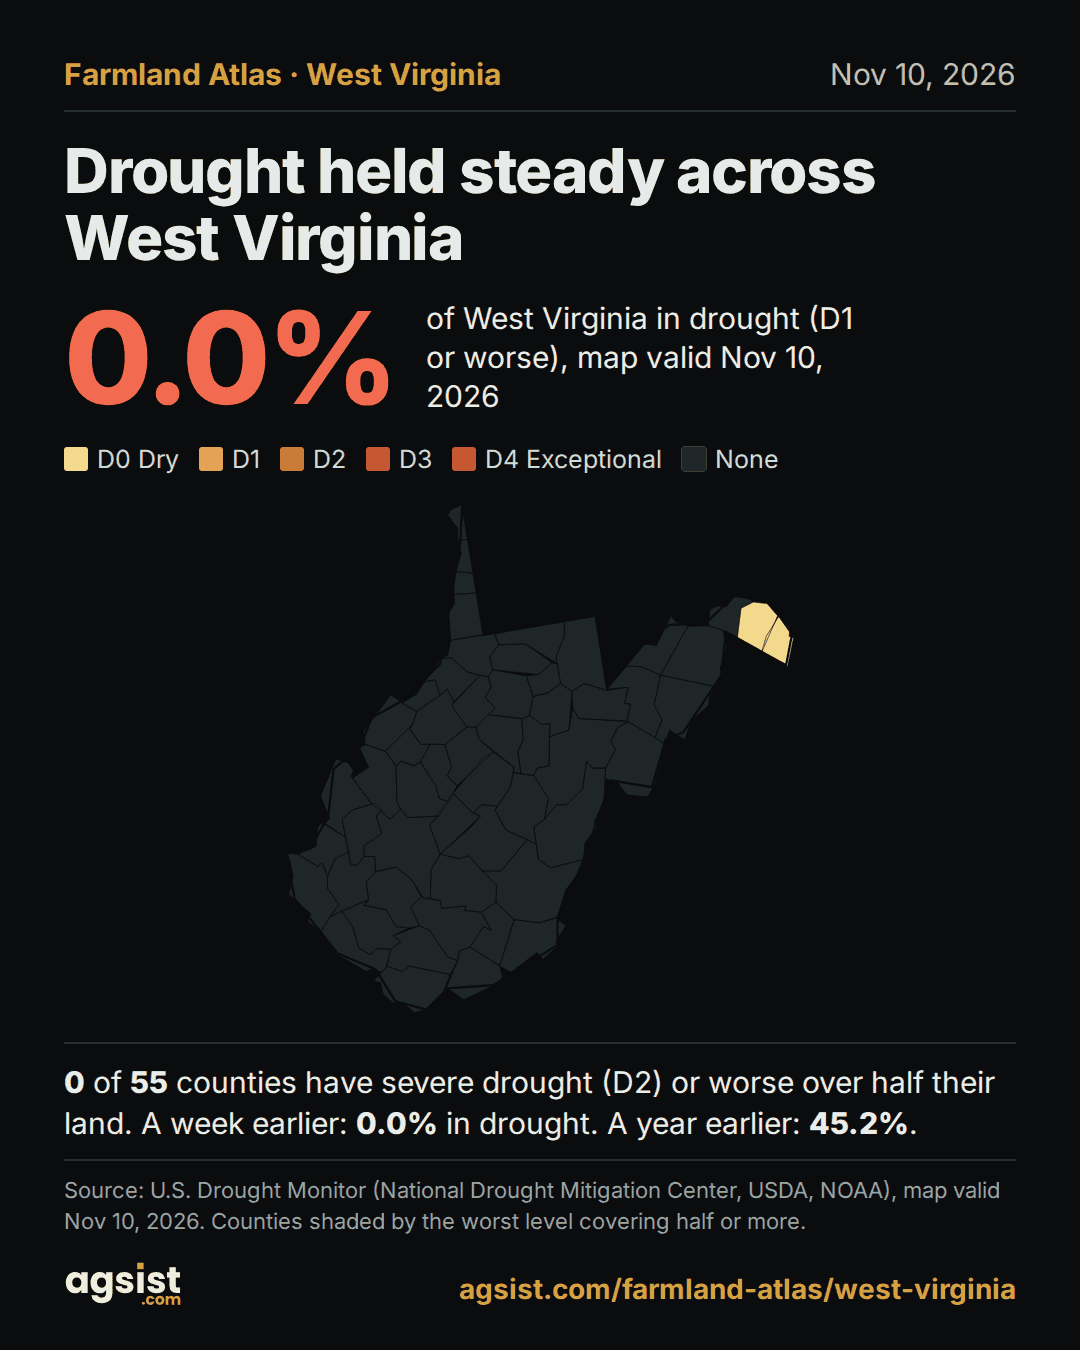 Farmland Atlas · West Virginia
Nov 10, 2026
Drought held steady across
West Virginia
0.0%
of West Virginia in drought (D1
or worse), map valid Nov 10,
2026
D0 Dry
D1
D2
D3
D4 Exceptional
None
0 of 55 counties have severe drought (D2) or worse over half their
land. A week earlier: 0.0% in drought. A year earlier: 45.2%.
Source: U.S. Drought Monitor (National Drought Mitigation Center, USDA, NOAA), map valid
Nov 10, 2026. Counties shaded by the worst level covering half or more.
agsist
.com
agsist.com/farmland-atlas/west-virginia